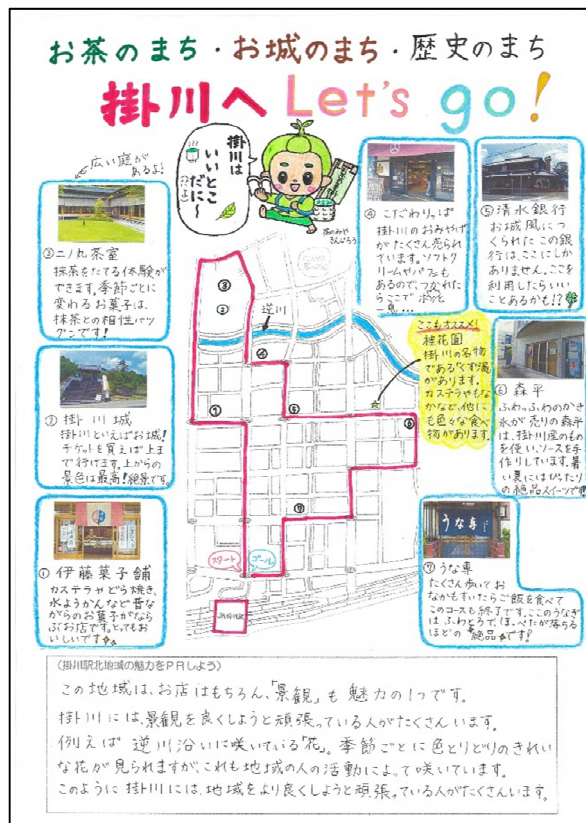 お茶のまち・お城のまち・歴史のまち
掛川へ Let's go!
広い庭が
あるよ!
掛川は
いいとこ
だに〜
③二ノ丸茶室
抹茶をたてる体験が
できます。季節ごとに
変わるお菓子は、
抹茶との相性バツ
グンです!
② 掛川城
掛川といえばお城!
チケットを買えば上ま
で行けます。上からの
景色は最高!絶景です
① 伊藤菓子舗
カステラやどら焼き、
水ようかんなど昔な
がらのお菓子がなら
ぶお店です。とってもお
いしいです
④ こだわりっぱ
掛川のおみやげ
がたくさん売られ
ています。ソフトク
リームやパフェも
あるので、つかれた
らここで
⑤ 清水銀行
お城風につ
くられたこの銀
行は、ここにしか
ありません。ここを
利用したらいい
ことあるかも!?
ここもオススメ!
桂花園
掛川の名物
であるくず湯
があります。
カステラやもな
かなど、他に
も色々な食べ
物があります。
⑥ 森平
ふわっふわのかき
氷が売りの森平
は、掛川産のもの
を使い、ソースを手
作りしています。暑
い夏にはぴったり
の絶品スイーツで
うな専
⑦ うな専
たくさん歩いてお
なかもすいたらご飯を食べて
このコースも終了です。ここのうなぎ
はふわとろで、ほっぺたが落ちる
ほどの絶品です!
逆川
③
②
④
①
⑤
⑥
⑦
スタート
ゴール
〈掛川駅北地域の魅力をPRしよう〉
この地域は、お店はもちろん、「景観」も魅力の1つです。
掛川には、景観を良くしようと頑張っている人がたくさんいます。
例えば 逆川沿いに咲いている「花」。季節ごとに色とりどりのきれい
な花が見られますが、これも地域の人の活動によって咲いています。
このように掛川には、地域をより良くしようと頑張っている人がたくさんいます。